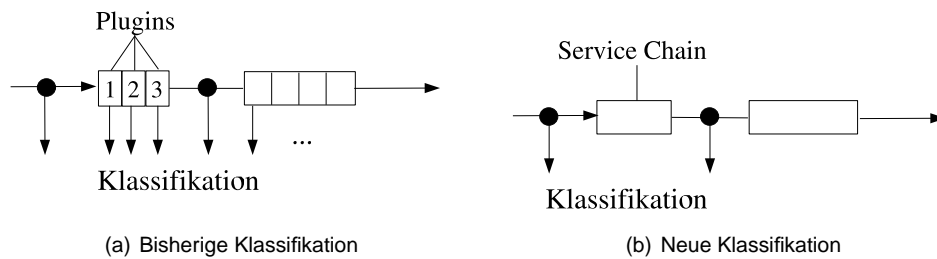 Plugins
1 2 3
...
Klassifikation
(a) Bisherige Klassifikation
Service Chain
Klassifikation
(b) Neue Klassifikation